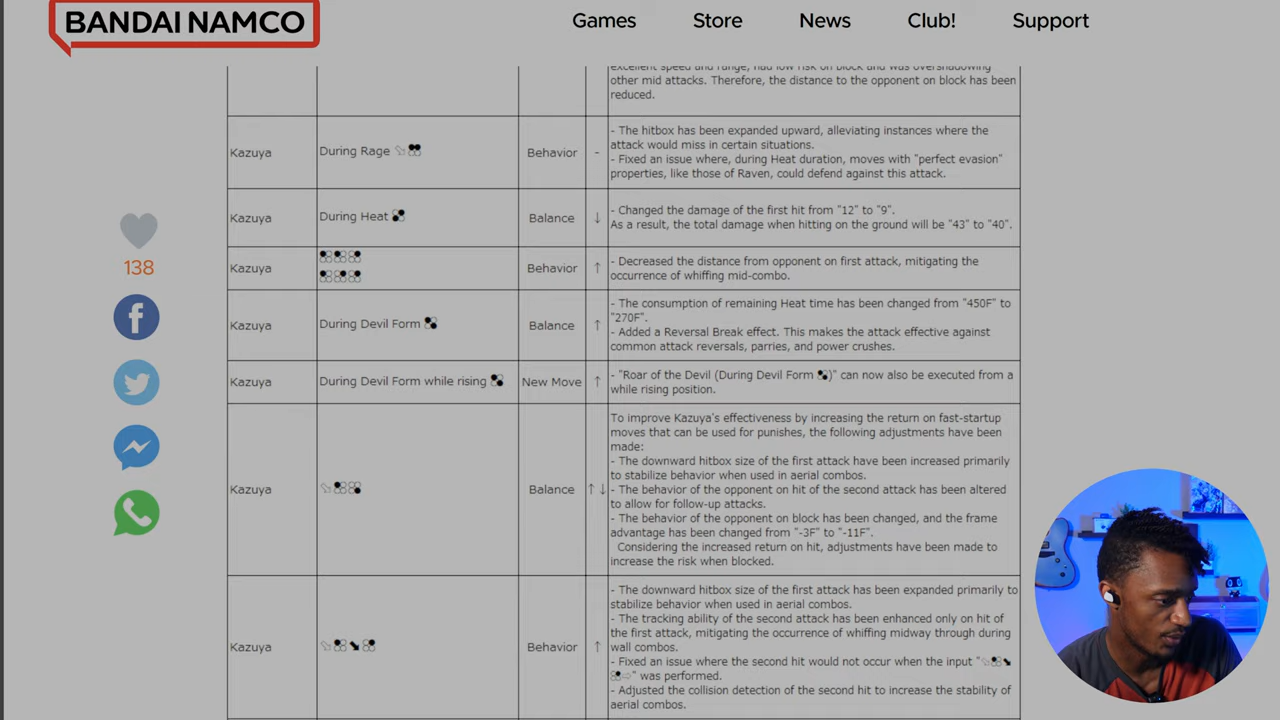 BANDAI NAMCO
Games
Store
News
Club!
Support
excellent speed and range, had low risk on block and was overshadowing
other mid attacks. Therefore, the distance to the opponent on block has been
reduced.
Kazuya
During Rage
Behavior
-
- The hitbox has been expanded upward, alleviating instances where the
attack would miss in certain situations.
- Fixed an issue where, during Heat duration, moves with "perfect evasion"
properties, like those of Raven, could defend against this attack.
Kazuya
During Heat
Balance
↓
- Changed the damage of the first hit from "12" to "9".
As a result, the total damage when hitting on the ground will be "43" to "40".
Kazuya
Behavior
↑
- Decreased the distance from opponent on first attack, mitigating the
occurrence of whiffing mid-combo.
Kazuya
During Devil Form
Balance
↑
- The consumption of remaining Heat time has been changed from "450F" to
"270F".
- Added a Reversal Break effect. This makes the attack effective against
common attack reversals, parries, and power crushes.
Kazuya
During Devil Form while rising
New Move
↑
- "Roar of the Devil (During Devil Form )" can now also be executed from a
while rising position.
Kazuya
Balance
↑↓
To improve Kazuya's effectiveness by increasing the return on fast-startup
moves that can be used for punishes, the following adjustments have been
made:
- The downward hitbox size of the first attack have been increased primarily
to stabilize behavior when used in aerial combos.
- The behavior of the opponent on hit of the second attack has been altered
to allow for follow-up attacks.
- The behavior of the opponent on block has been changed, and the frame
advantage has been changed from "-3F" to "-11F".
Considering the increased return on hit, adjustments have been made to
increase the risk when blocked.
Kazuya
Behavior
↑
- The downward hitbox size of the first attack has been expanded primarily to
stabilize behavior when used in aerial combos.
- The tracking ability of the second attack has been enhanced only on hit of
the first attack, mitigating the occurrence of whiffing midway through during
wall combos.
- Fixed an issue where the second hit would not occur when the input "
" was performed.
- Adjusted the collision detection of the second hit to increase the stability of
aerial combos.
138